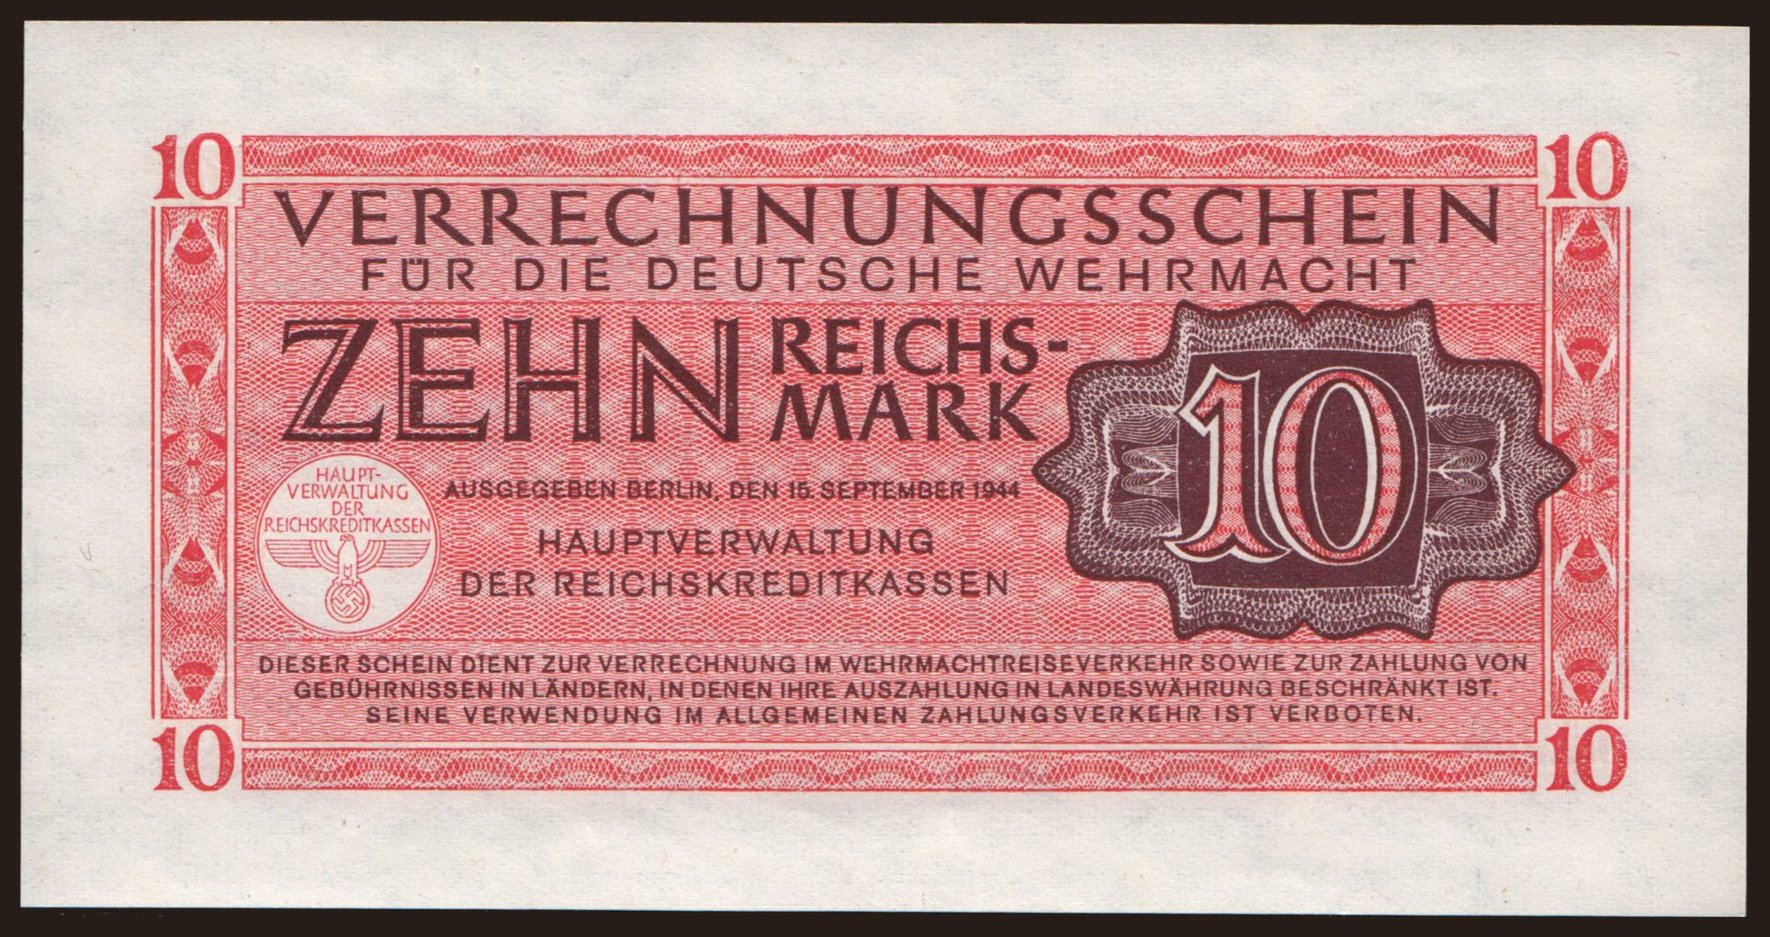 10 10
VERRECHNUNGSSCHEIN
FÜR DIE DEUTSCHE WEHRMACHT
ZEHN REICHS-
MARK
10
HAUPT-
VERWALTUNG
DER
REICHSKREDITKASSEN
M
AUSGEGEBEN BERLIN, DEN 15. SEPTEMBER 1944
HAUPTVERWALTUNG
DER REICHSKREDITKASSEN
DIESER SCHEIN DIENT ZUR VERRECHNUNG IM WEHRMACHTREISEVERKEHR SOWIE ZUR ZAHLUNG VON
GEBÜHRNISSEN IN LÄNDERN, IN DENEN IHRE AUSZAHLUNG IN LANDESWÄHRUNG BESCHRÄNKT IST.
SEINE VERWENDUNG IM ALLGEMEINEN ZAHLUNGSVERKEHR IST VERBOTEN.
10 10